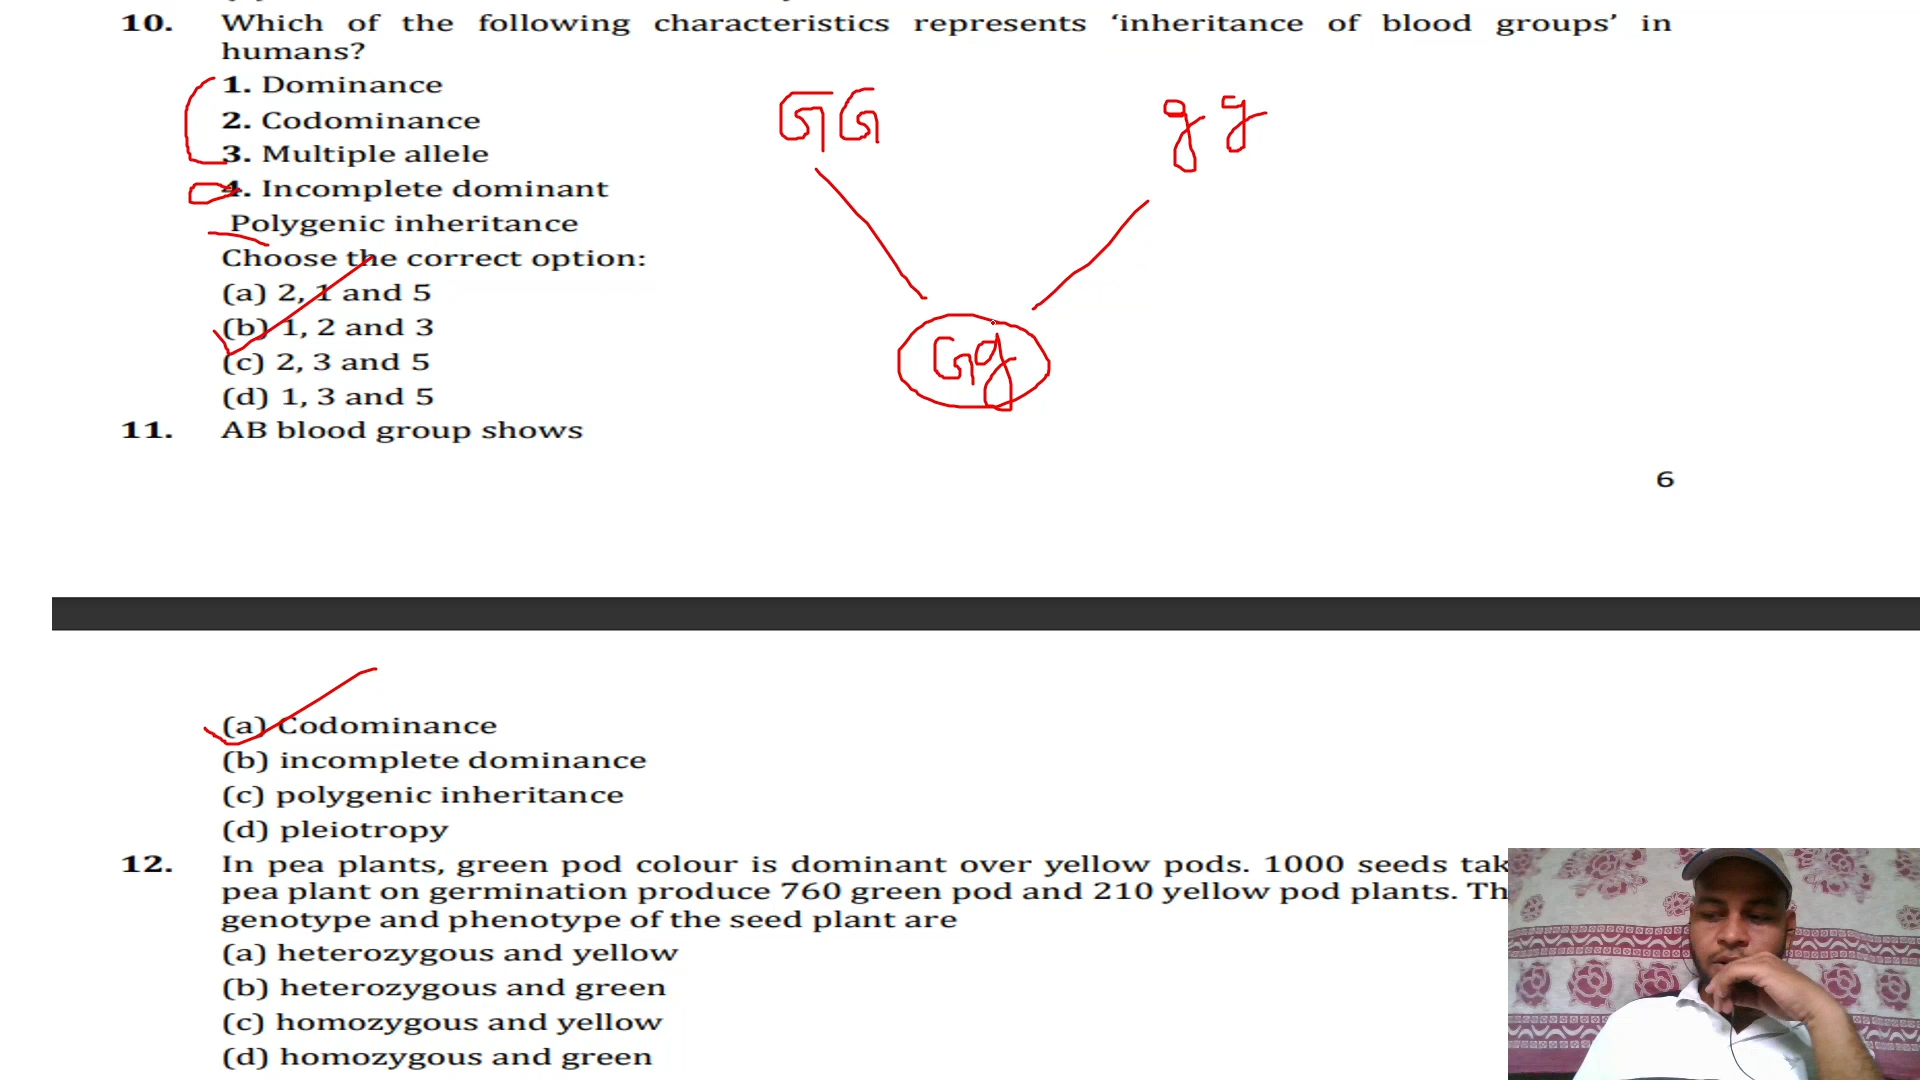 10. Which of the following characteristics represents ‘inheritance of blood groups’ in
humans?
1. Dominance
2. Codominance
3. Multiple allele
4. Incomplete dominant
Polygenic inheritance
Choose the correct option:
(a) 2, 1 and 5
(b) 1, 2 and 3
(c) 2, 3 and 5
(d) 1, 3 and 5
GG gg
Gg
11. AB blood group shows
6
(a) Codominance
(b) incomplete dominance
(c) polygenic inheritance
(d) pleiotropy
12. In pea plants, green pod colour is dominant over yellow pods. 1000 seeds tak
pea plant on germination produce 760 green pod and 210 yellow pod plants. Th
genotype and phenotype of the seed plant are
(a) heterozygous and yellow
(b) heterozygous and green
(c) homozygous and yellow
(d) homozygous and green